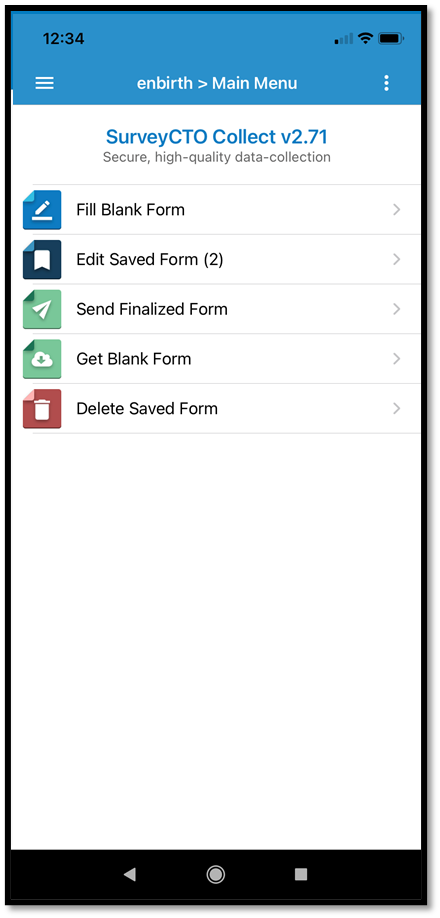 12:34
enbirth > Main Menu
SurveyCTO Collect v2.71
Secure, high-quality data-collection
Fill Blank Form
Edit Saved Form (2)
Send Finalized Form
Get Blank Form
Delete Saved Form